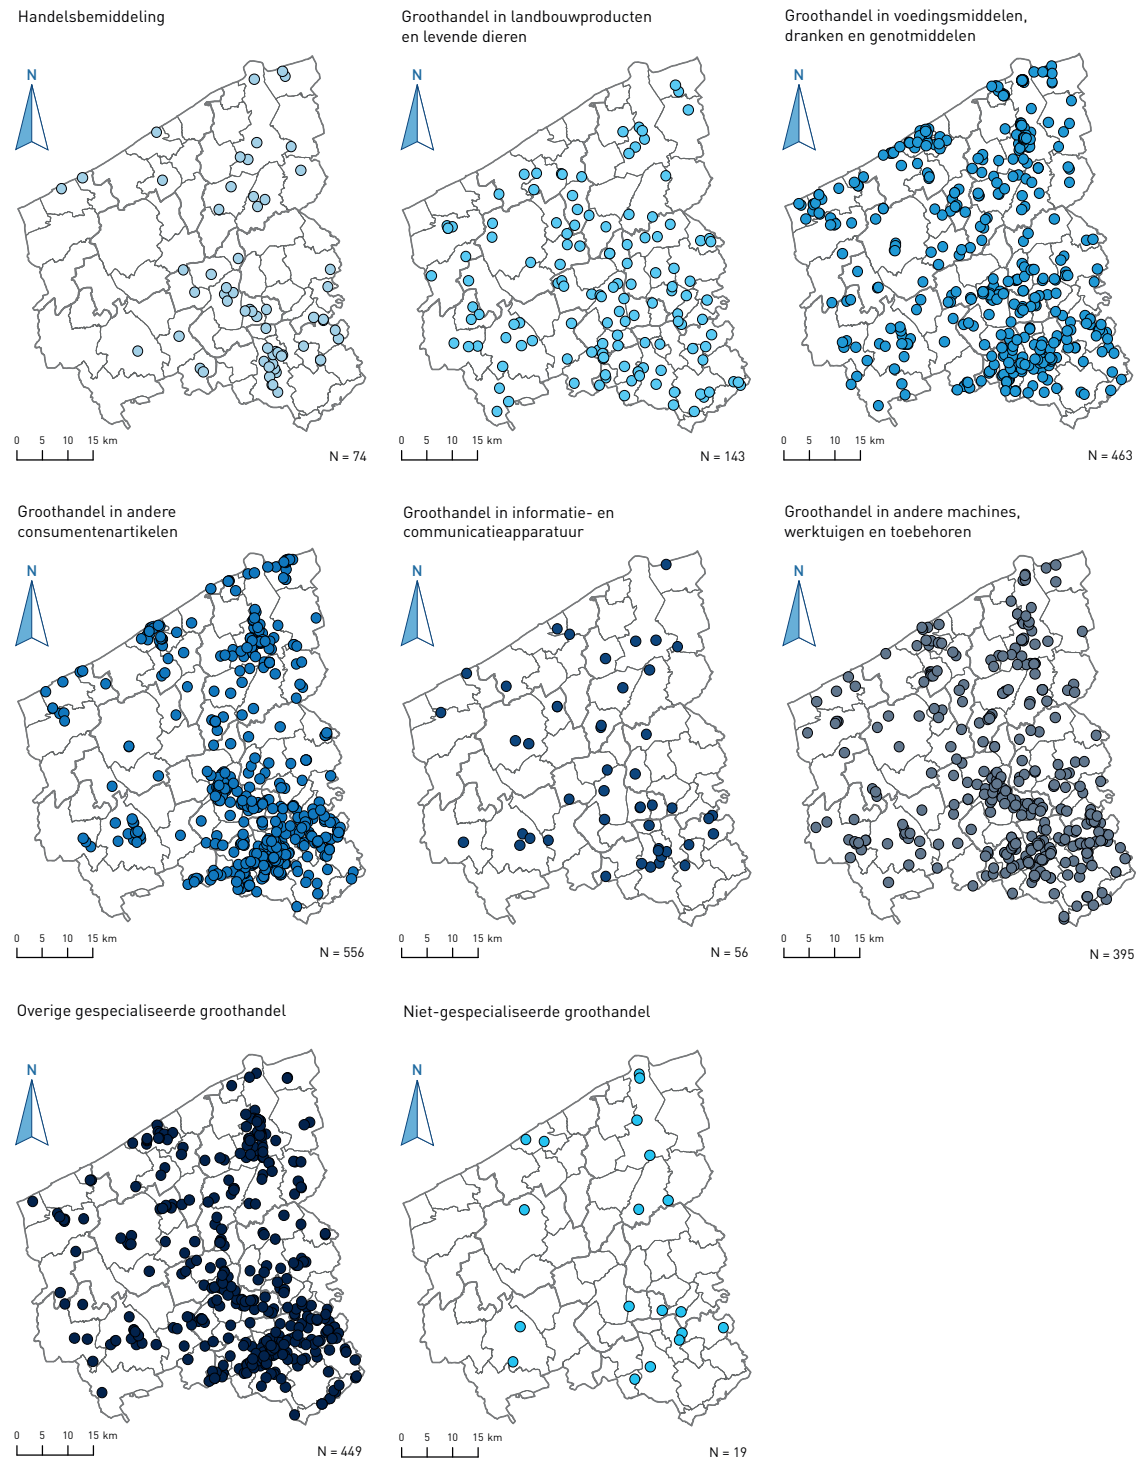 Handelsbemiddeling
N
0 5 10 15 km
N = 74
Groothandel in landbouwproducten
en levende dieren
N
0 5 10 15 km
N = 143
Groothandel in voedingsmiddelen,
dranken en genotmiddelen
N
0 5 10 15 km
N = 463
Groothandel in andere
consumentenartikelen
N
0 5 10 15 km
N = 556
Groothandel in informatie- en
communicatieapparatuur
N
0 5 10 15 km
N = 56
Groothandel in andere machines,
werktuigen en toebehoren
N
0 5 10 15 km
N = 395
Overige gespecialiseerde groothandel
N
0 5 10 15 km
N = 449
Niet-gespecialiseerde groothandel
N
0 5 10 15 km
N = 19